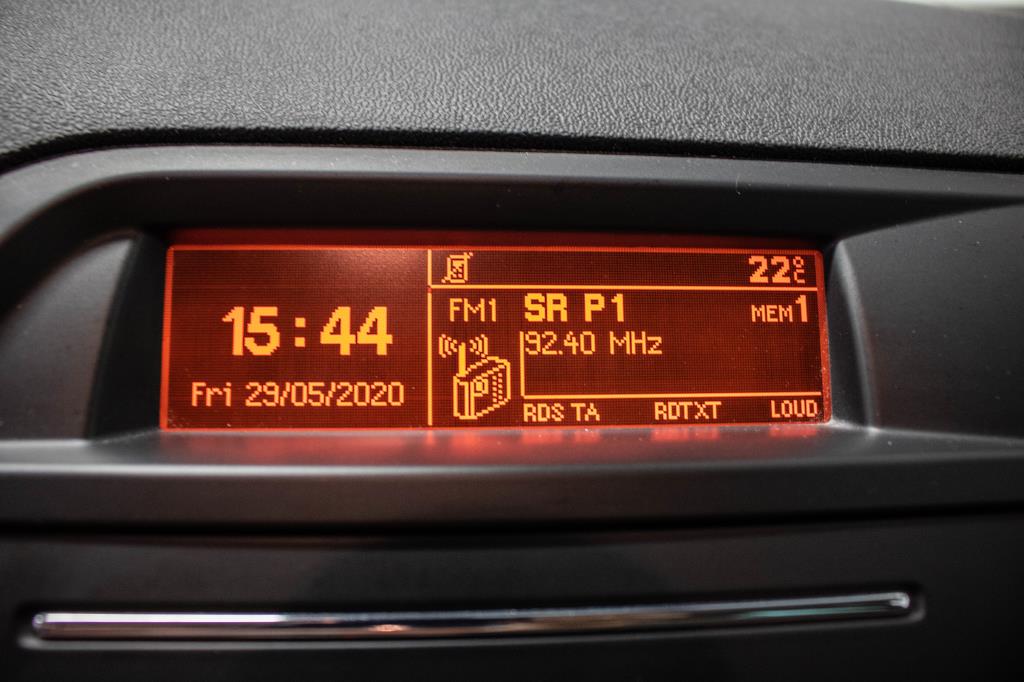 15:44
Fri 29/05/2020
22°C
FM1 SR P1 MEM1
92.40 MHz
RDS TA RDTXT LOUD